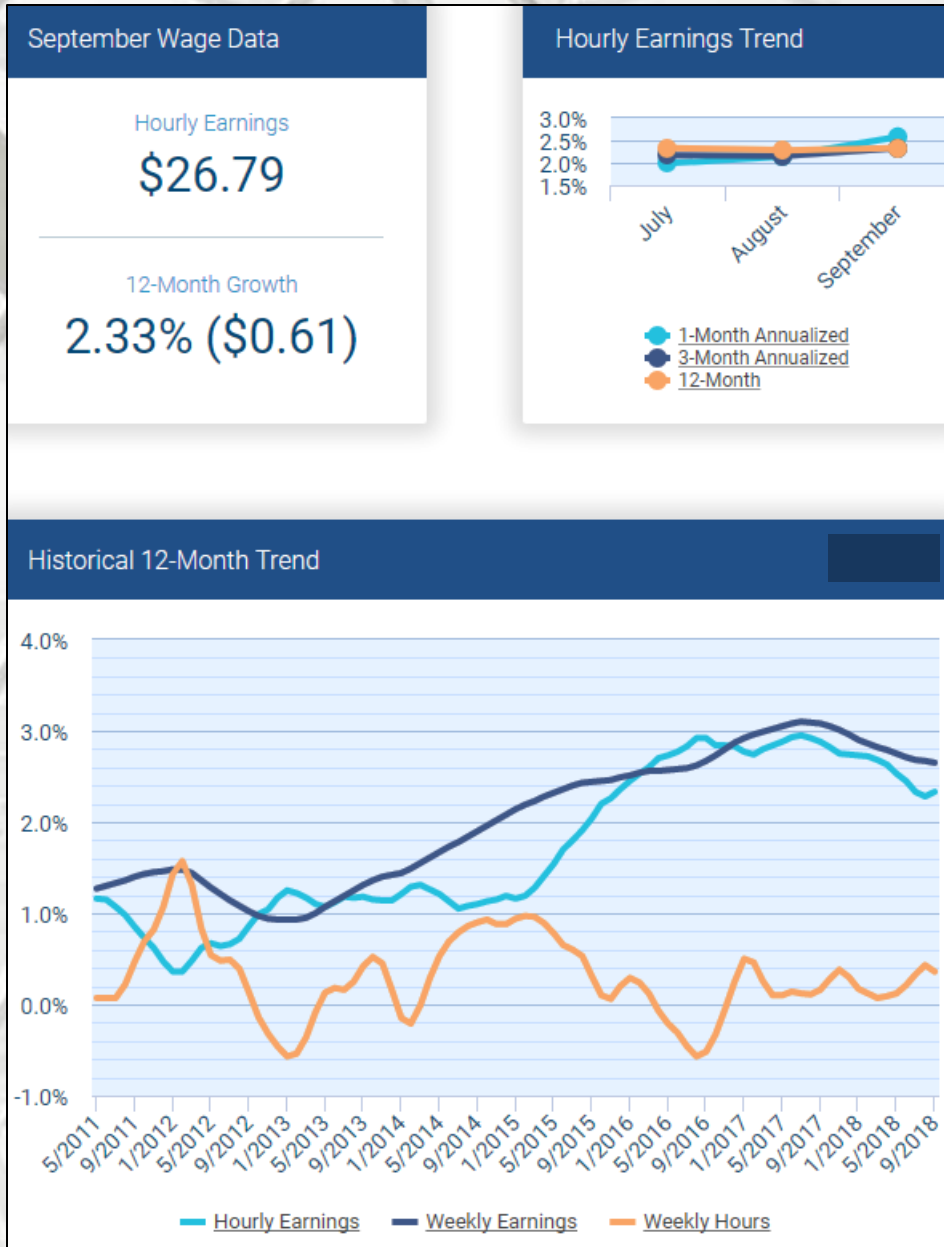 September Wage Data
Hourly Earnings
$26.79
12-Month Growth
2.33% ($0.61)
Hourly Earnings Trend
3.0%
2.5%
2.0%
1.5%
July
August
September
1-Month Annualized
3-Month Annualized
12-Month
Historical 12-Month Trend
4.0%
3.0%
2.0%
1.0%
0.0%
-1.0%
5/2011
9/2011
1/2012
5/2012
9/2012
1/2013
5/2013
9/2013
1/2014
5/2014
9/2014
1/2015
5/2015
9/2015
1/2016
5/2016
9/2016
1/2017
5/2017
9/2017
1/2018
5/2018
9/2018
Hourly Earnings
Weekly Earnings
Weekly Hours